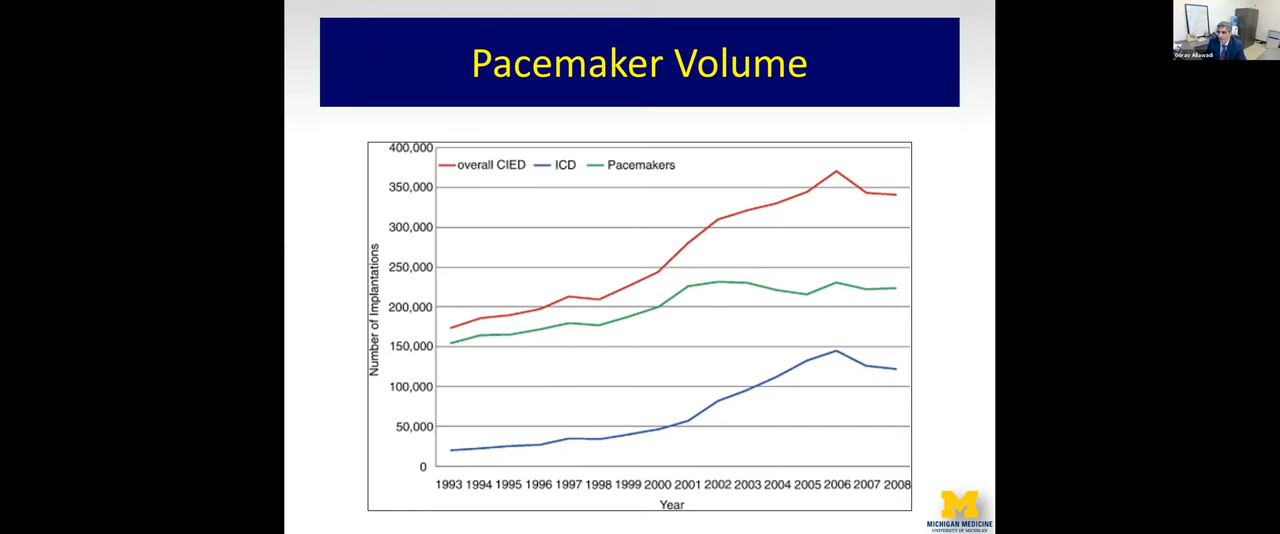 Pacemaker Volume
Gorav Ailawadi
400,000
overall CIED ICD Pacemakers
350,000
300,000
250,000
200,000
150,000
100,000
50,000
0
Number of Implantations
1993 1994 1995 1996 1997 1998 1999 2000 2001 2002 2003 2004 2005 2006 2007 2008
Year
M
MICHIGAN MEDICINE
UNIVERSITY OF MICHIGAN